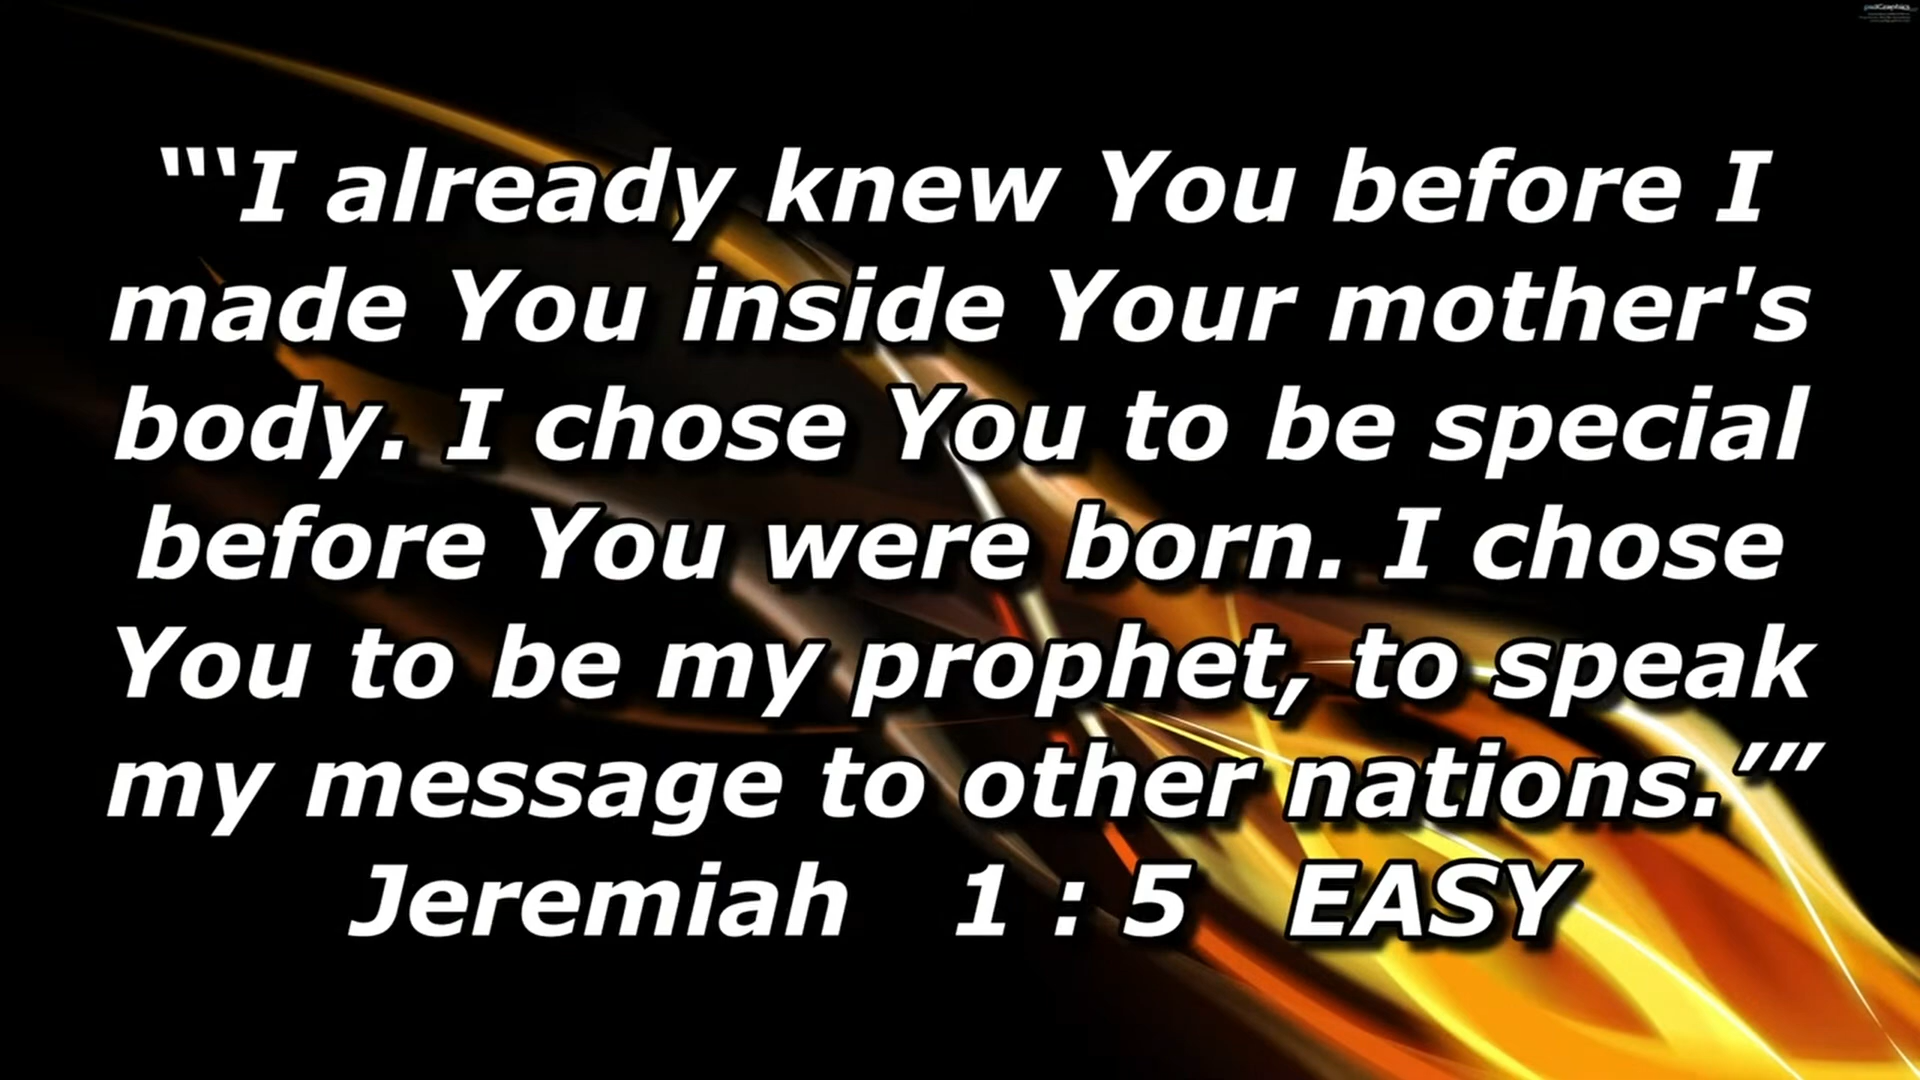 “‘‘I already knew You before I
made You inside Your mother's
body. I chose You to be special
before You were born. I chose
You to be my prophet, to speak
my message to other nations.’”
Jeremiah 1 : 5 EASY